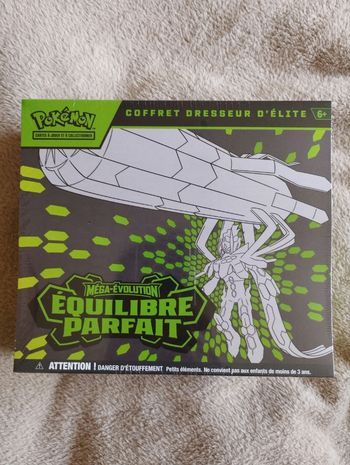 POKÉMON
CARTES À JOUER ET À COLLECTIONNER
COFFRET DRESSEUR D'ÉLITE 6+
MÉGA-ÉVOLUTION
ÉQUILIBRE
PARFAIT
ATTENTION ! DANGER D'ÉTOUFFEMENT Petits éléments. Ne convient pas aux enfants de moins de 3 ans.